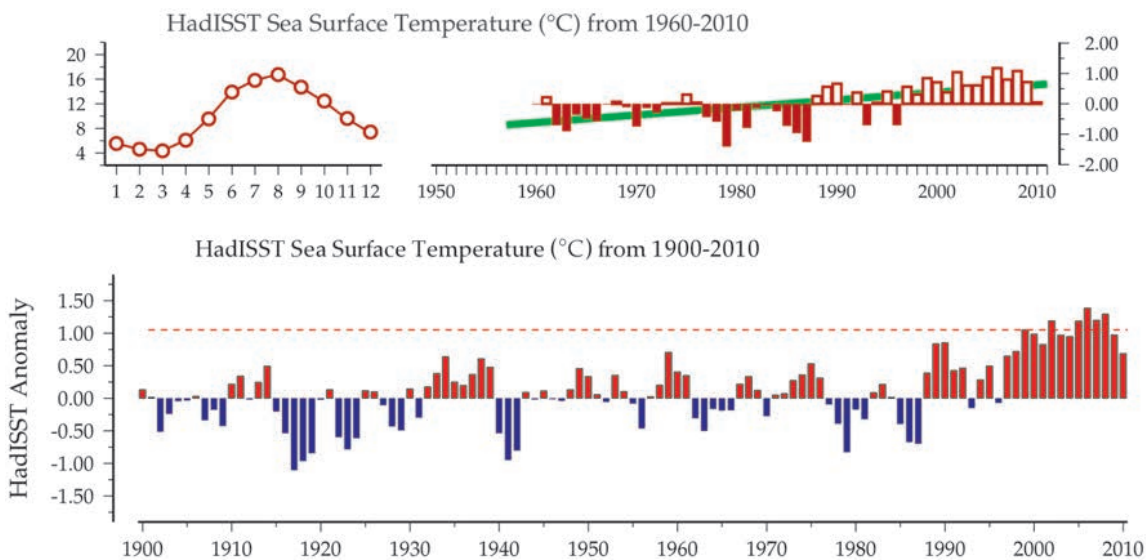 HadISST Sea Surface Temperature (°C) from 1960-2010
20
16
12
8
4
1 2 3 4 5 6 7 8 9 10 11 12
2.00
1.00
0.00
-1.00
-2.00
1950 1960 1970 1980 1990 2000 2010
HadISST Sea Surface Temperature (°C) from 1900-2010
HadISST Anomaly
1.50
1.00
0.50
0.00
-0.50
-1.00
-1.50
1900 1910 1920 1930 1940 1950 1960 1970 1980 1990 2000 2010